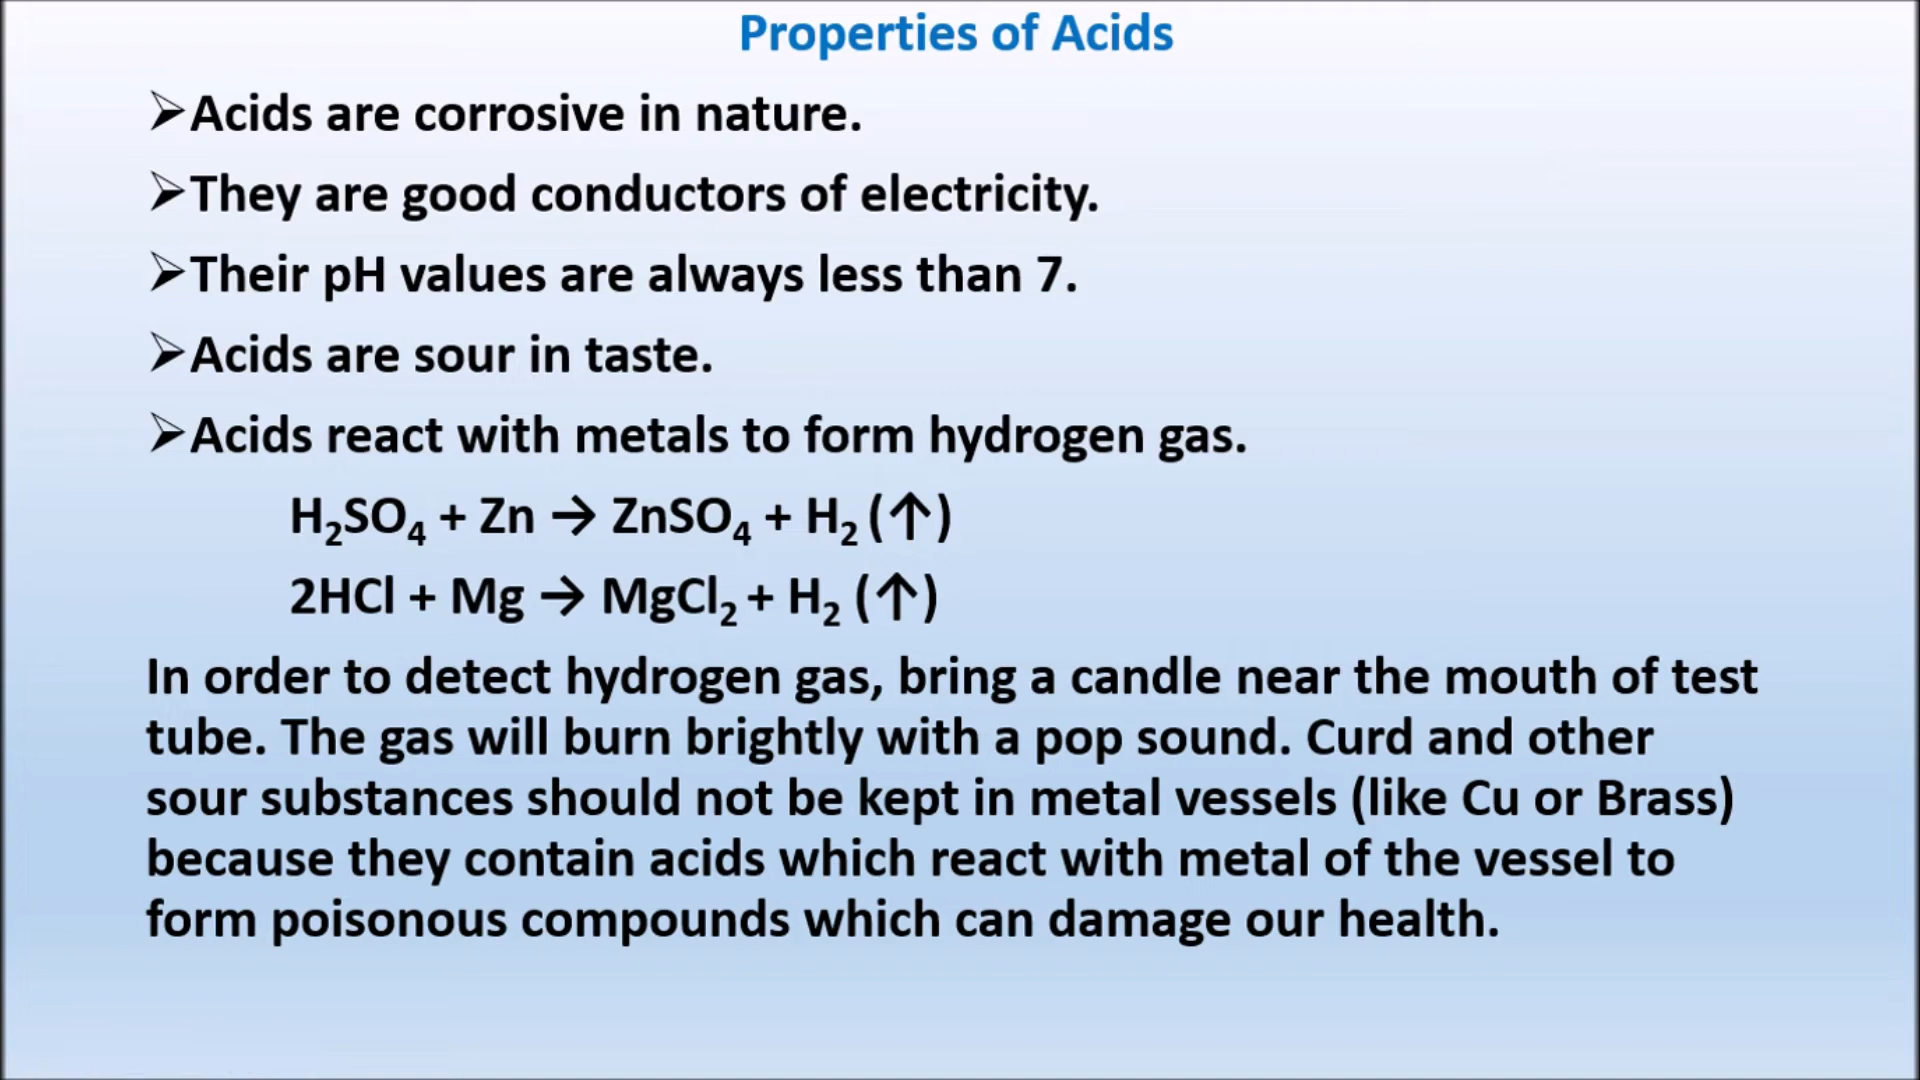 Properties of Acids
➢Acids are corrosive in nature.
➢They are good conductors of electricity.
➢Their pH values are always less than 7.
➢Acids are sour in taste.
➢Acids react with metals to form hydrogen gas.
H₂SO₄ + Zn → ZnSO₄ + H₂ (↑)
2HCl + Mg → MgCl₂ + H₂ (↑)
In order to detect hydrogen gas, bring a candle near the mouth of test
tube. The gas will burn brightly with a pop sound. Curd and other
sour substances should not be kept in metal vessels (like Cu or Brass)
because they contain acids which react with metal of the vessel to
form poisonous compounds which can damage our health.